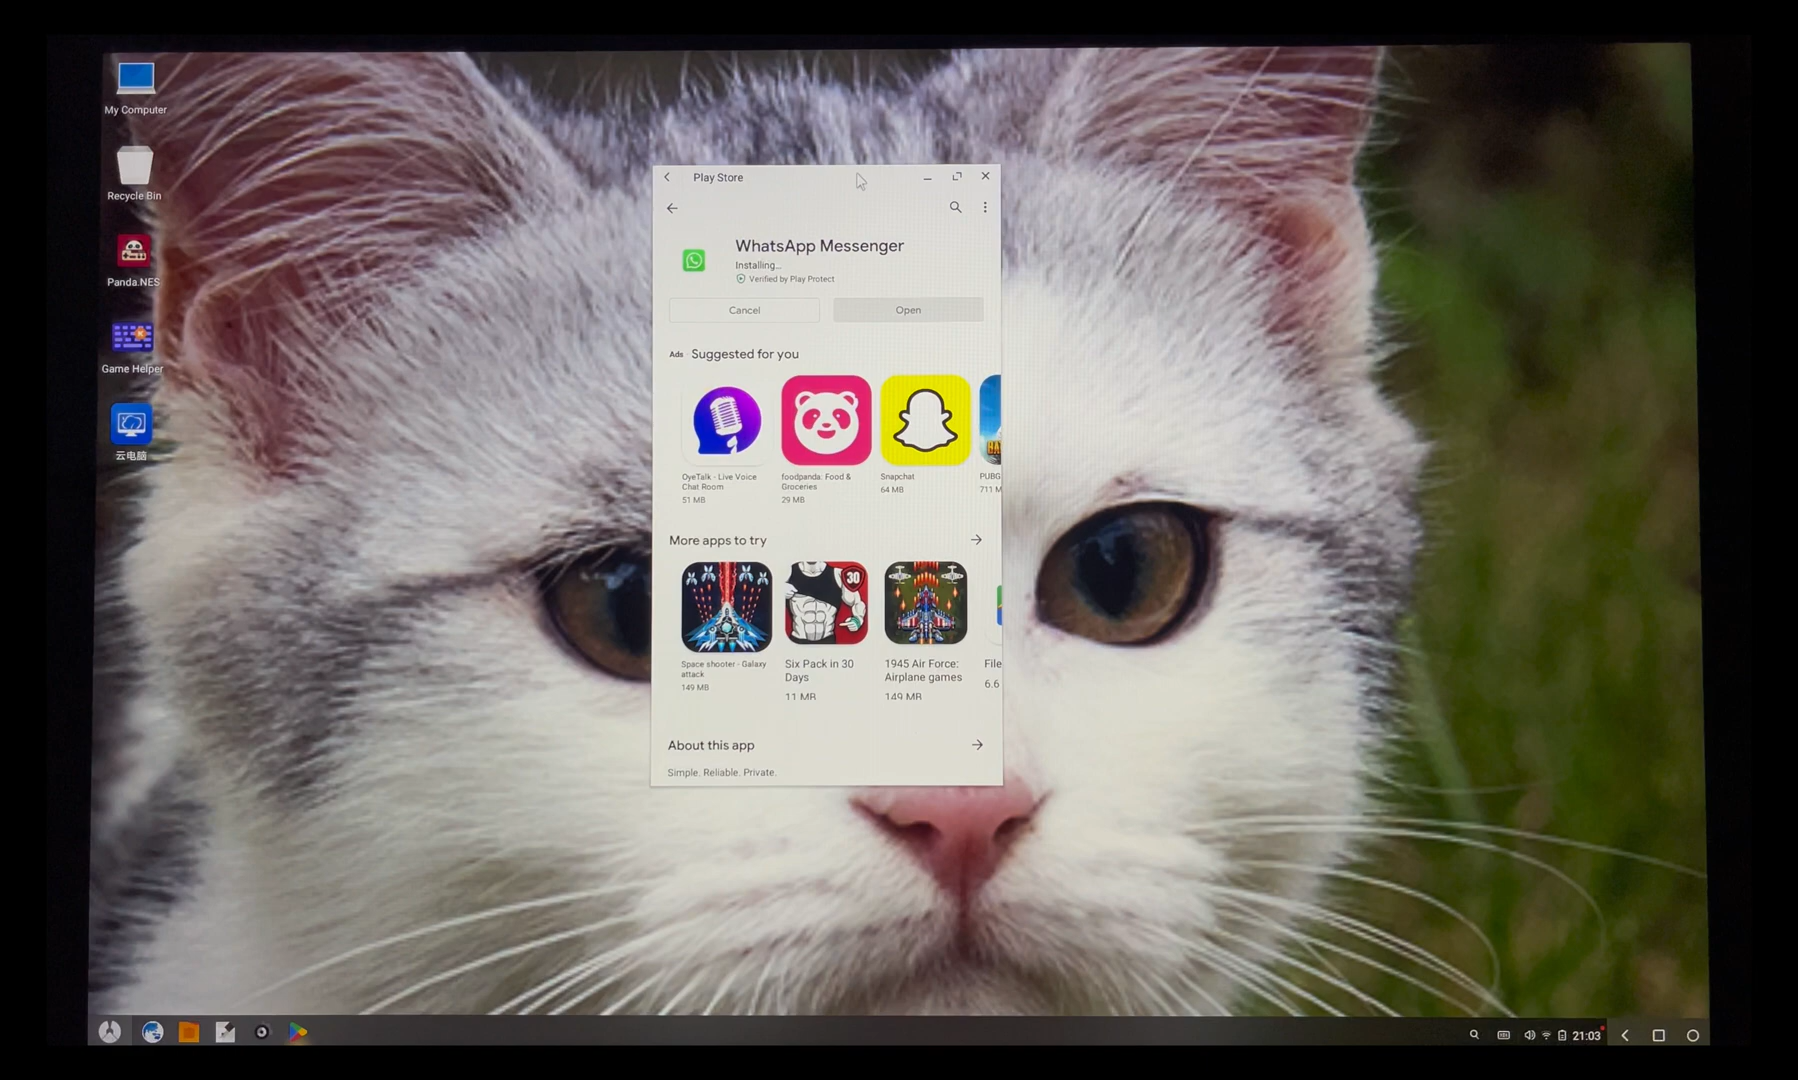 My Computer
Recycle Bin
Panda.NES
Game Helper
云电脑
Play Store
WhatsApp Messenger
Installing...
Verified by Play Protect
Cancel
Open
Ads
Suggested for you
OyeTalk - Live Voice
Chat Room
51 MB
foodpanda: Food &
Groceries
29 MB
Snapchat
64 MB
PUBG
711 M
More apps to try
30
Space shooter - Galaxy
attack
149 MB
Six Pack in 30
Days
11 MB
1945 Air Force:
Airplane games
149 MB
File
6.6
About this app
Simple. Reliable. Private.
21:03